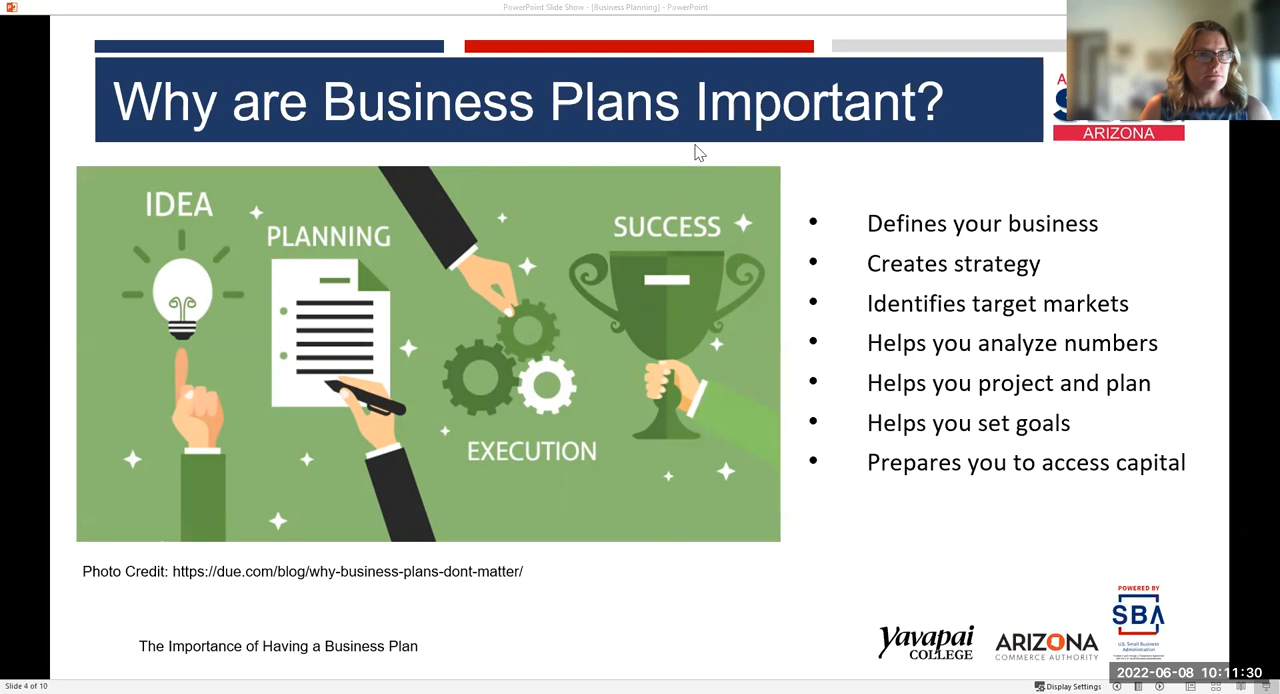 PowerPoint Slide Show - [Business Planning] - PowerPoint
Why are Business Plans Important?
ARIZONA
IDEA
PLANNING
SUCCESS
EXECUTION
• Defines your business
• Creates strategy
• Identifies target markets
• Helps you analyze numbers
• Helps you project and plan
• Helps you set goals
• Prepares you to access capital
Photo Credit: https://due.com/blog/why-business-plans-dont-matter/
The Importance of Having a Business Plan
Yavapai
COLLEGE
ARIZONA
COMMERCE AUTHORITY
POWERED BY
SBA
U.S. Small Business
Administration
2022-06-08 10:11:30
Slide 4 of 10
Display Settings